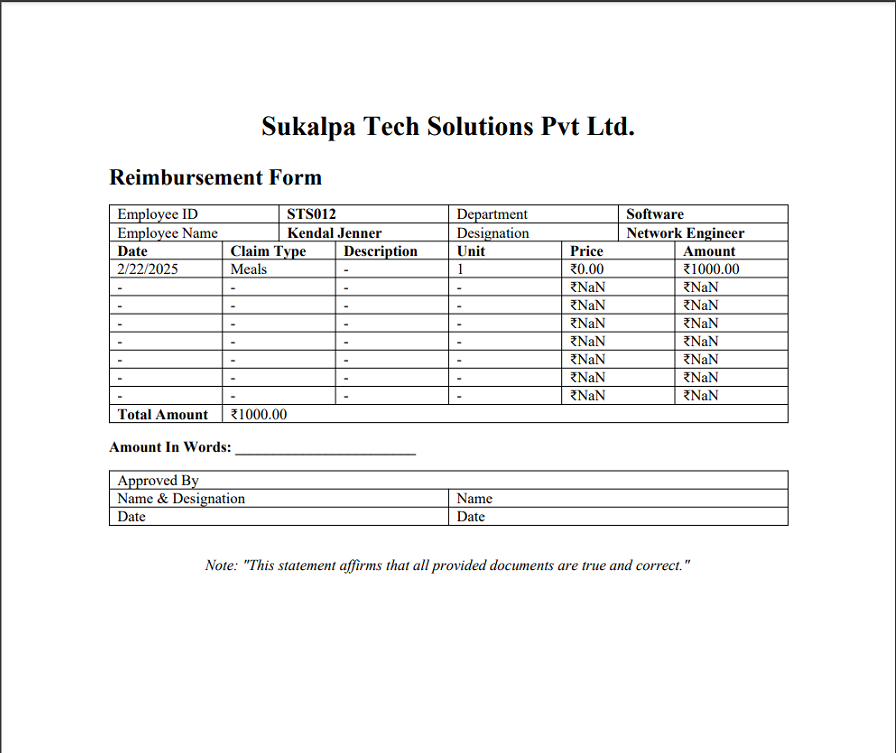 Sukalpa Tech Solutions Pvt Ltd.
Reimbursement Form
Employee ID STS012 Department Software
Employee Name Kendal Jenner Designation Network Engineer
Date Claim Type Description Unit Price Amount
2/22/2025 Meals - 1 ₹0.00 ₹1000.00
- - - - ₹NaN ₹NaN
- - - - ₹NaN ₹NaN
- - - - ₹NaN ₹NaN
- - - - ₹NaN ₹NaN
- - - - ₹NaN ₹NaN
- - - - ₹NaN ₹NaN
- - - - ₹NaN ₹NaN
Total Amount ₹1000.00
Amount In Words: ________________________
Approved By
Name & Designation Name
Date Date
Note: "This statement affirms that all provided documents are true and correct."